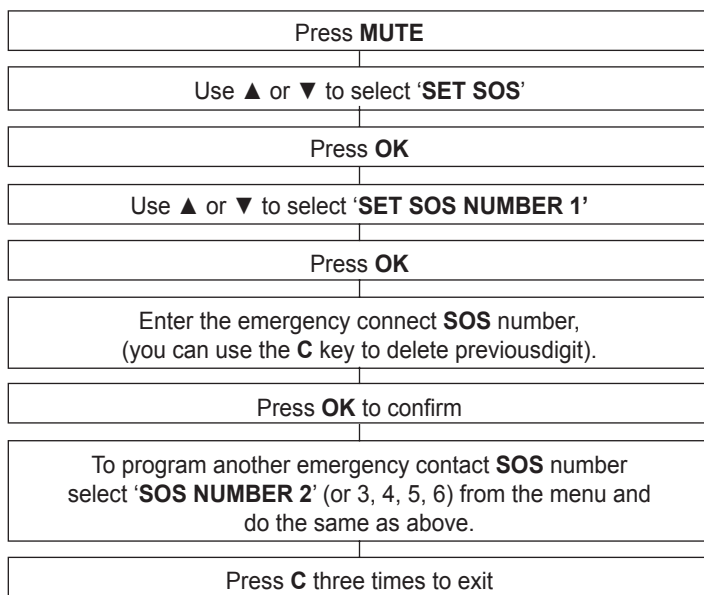 Press MUTE
Use ▲ or ▼ to select ‘SET SOS’
Press OK
Use ▲ or ▼ to select ‘SET SOS NUMBER 1’
Press OK
Enter the emergency connect SOS number,
(you can use the C key to delete previousdigit).
Press OK to confirm
To program another emergency contact SOS number
select ‘SOS NUMBER 2’ (or 3, 4, 5, 6) from the menu and
do the same as above.
Press C three times to exit